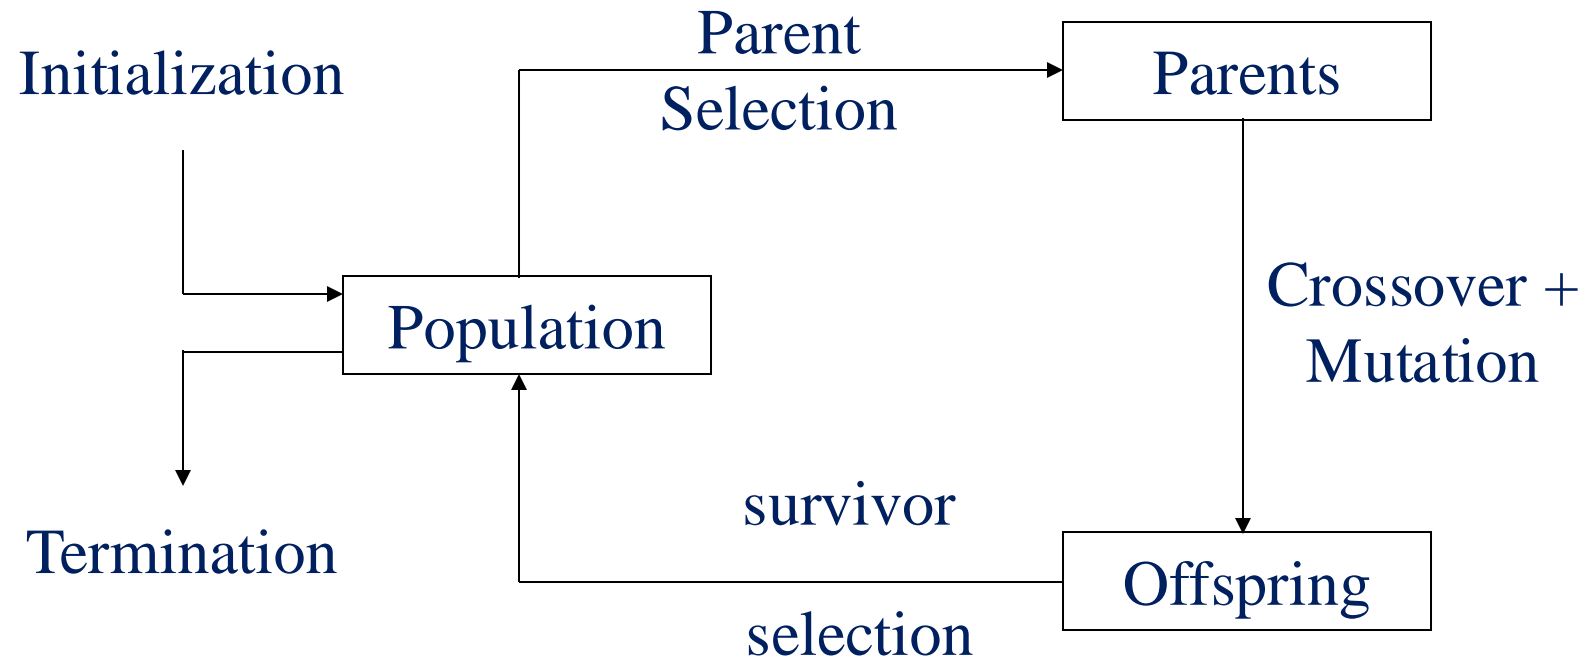 Initialization
Parent
Selection
Parents
Population
Crossover +
Mutation
Termination
survivor
selection
Offspring